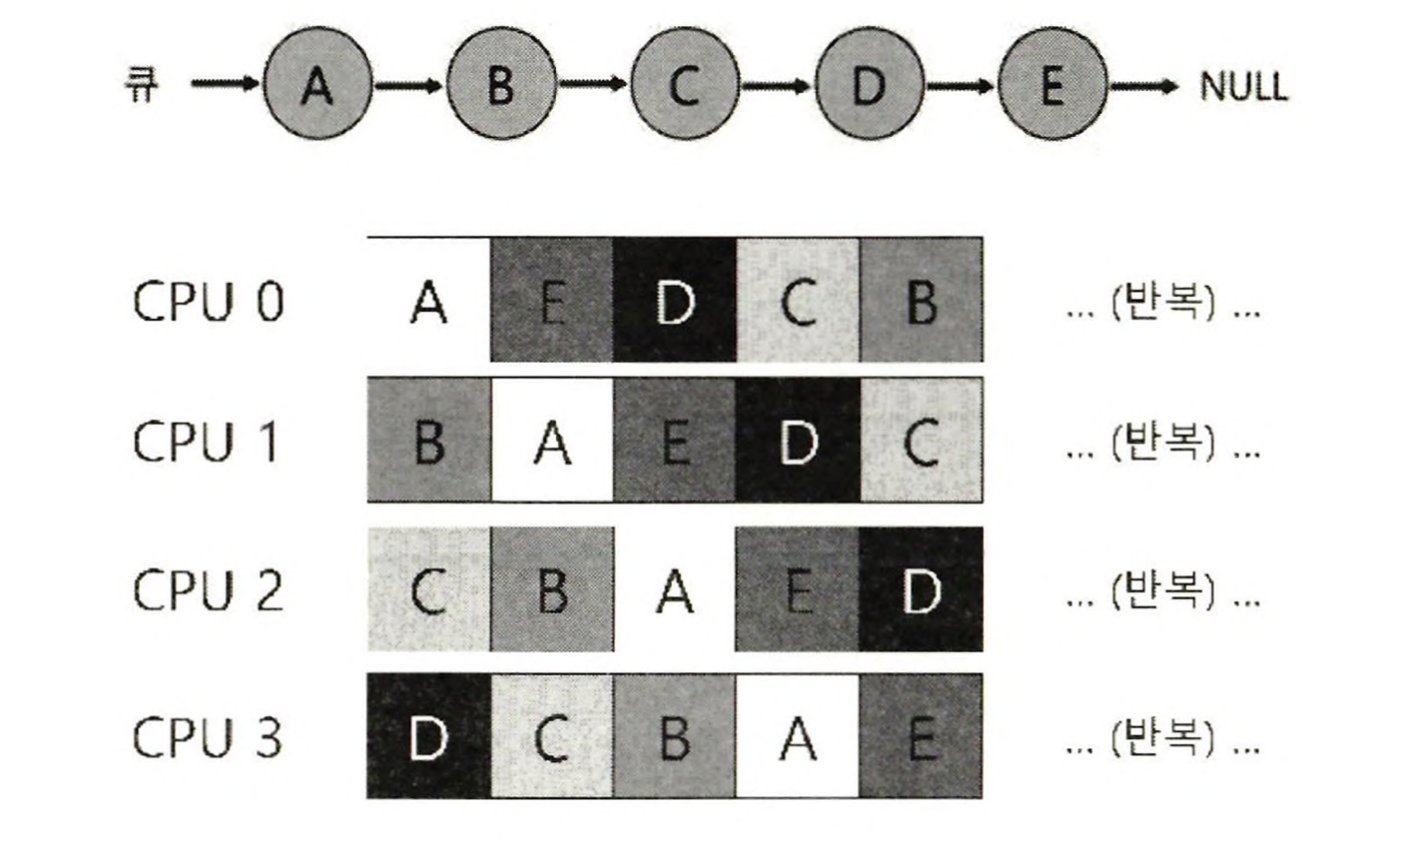 큐 A B C D E NULL
CPU 0 A E D C B ... (반복) ...
CPU 1 B A E D C ... (반복) ...
CPU 2 C B A E D ... (반복) ...
CPU 3 D C B A E ... (반복) ...